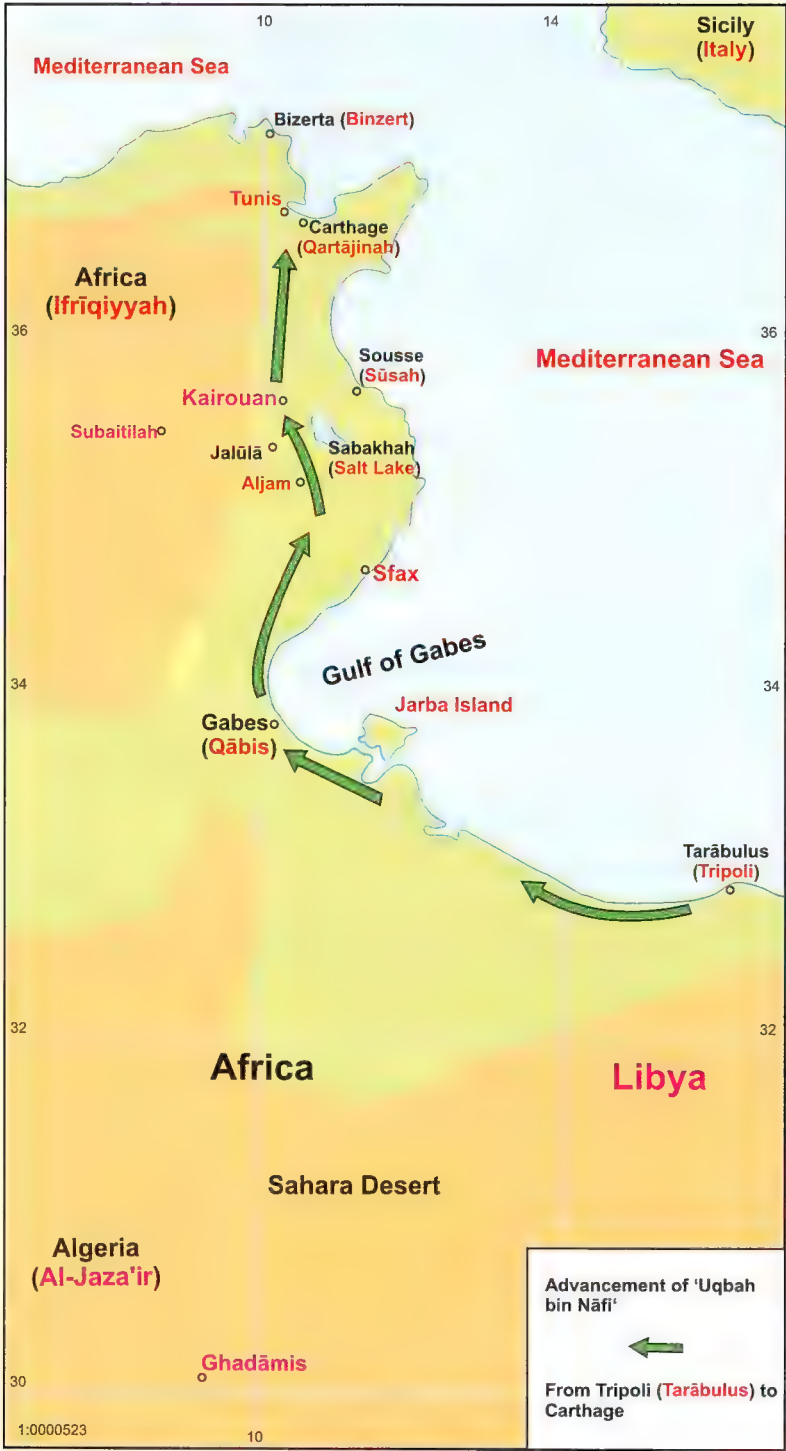 10
14
Sicily
(Italy)
Mediterranean Sea
Bizerta (Binzert)
Tunis
Carthage
(Qartājinah)
Africa
(Ifrīqiyyah)
36
36
Sousse
(Sūsah)
Mediterranean Sea
Kairouan
Subaitilah
Jalūlā
Sabakhah
(Salt Lake)
Aljam
Sfax
Gulf of Gabes
34
34
Jarba Island
Gabes
(Qābis)
Tarābulus
(Tripoli)
32
32
Africa
Libya
Sahara Desert
Algeria
(Al-Jaza'ir)
Ghadāmis
30
1:0000523
10
Advancement of ‘Uqbah
bin Nāfi‘
From Tripoli (Tarābulus) to
Carthage